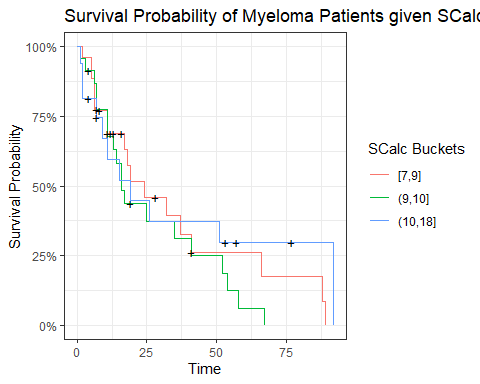 Survival Probability of Myeloma Patients given SCalc
100%
75%
50%
25%
0%
Survival Probability
0 25 50 75
Time
SCalc Buckets
[7,9]
(9,10]
(10,18]